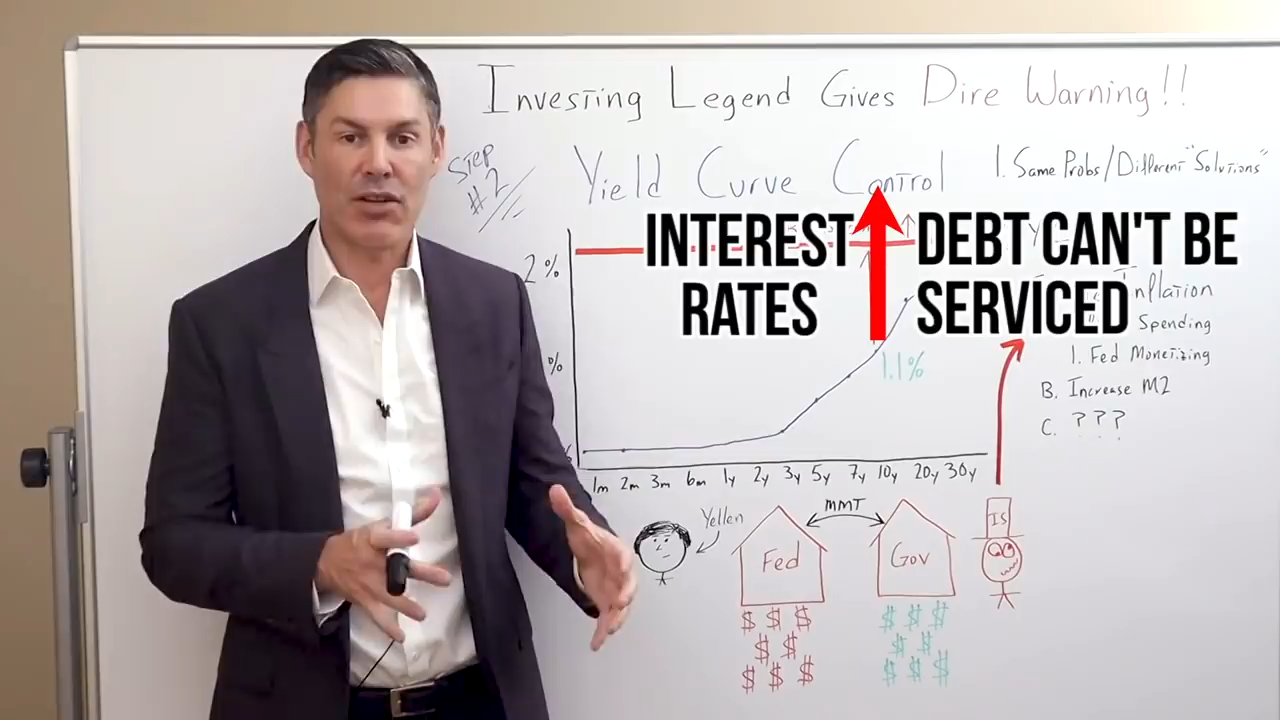 Investing Legend Gives Dire Warning!!
Step
#2
Yield Curve Control
1. Same Probs/Different "Solutions"
INTEREST
RATES
DEBT CAN'T BE
SERVICED
2%
%
1.1%
Inflation
Spending
1. Fed Monetizing
B. Increase M2
C. ???
1m 2m 3m 6m 1y 2y 3y 5y 7y 10y 20y 30y
Yellen
MMT
Fed
Gov
IS
$ $ $
$ $
$ $ $
$ $ $
$ $
$ $ $